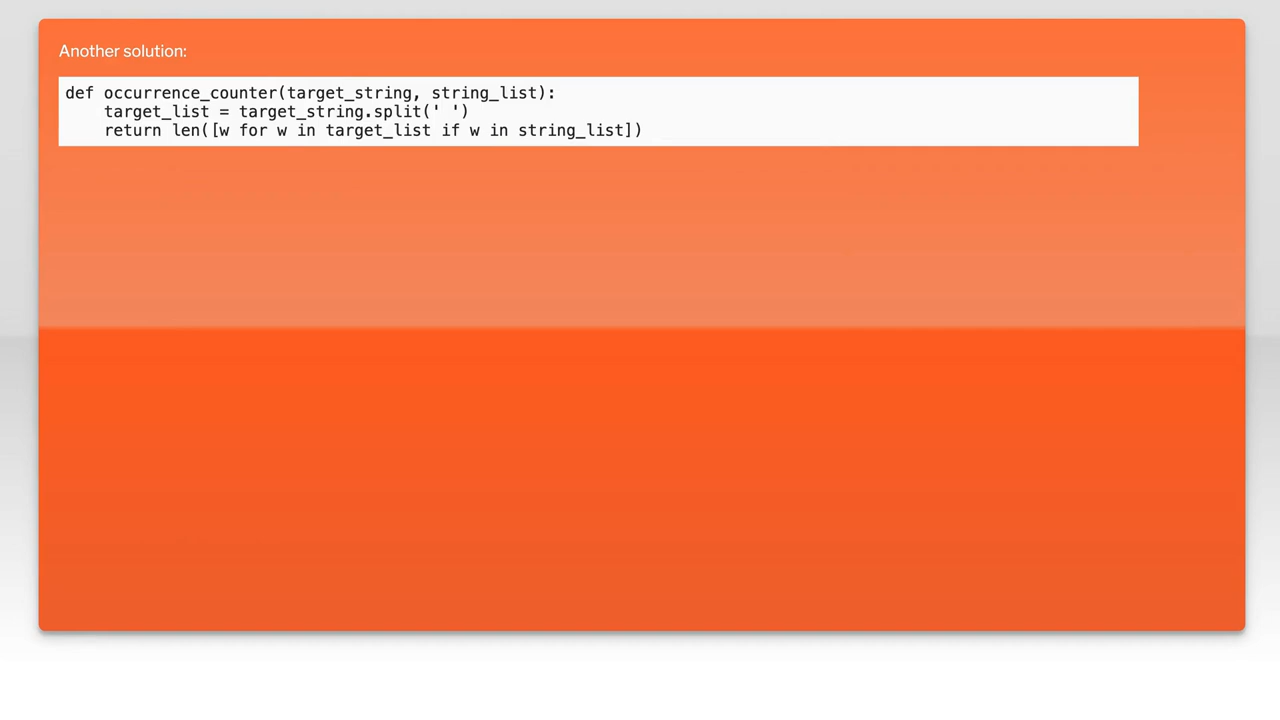 Another solution:
def occurrence_counter(target_string, string_list):
    target_list = target_string.split(' ')
    return len([w for w in target_list if w in string_list])